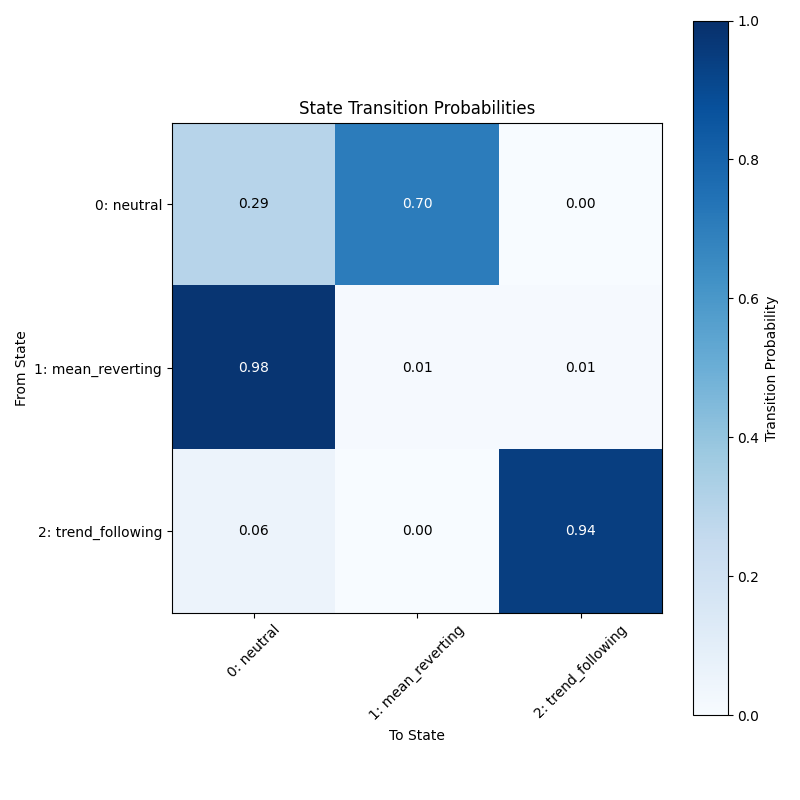 State Transition Probabilities
1.0
0.8
0.6
0.4
0.2
0.0
Transition Probability
From State
0: neutral
0.29
0.70
0.00
1: mean_reverting
0.98
0.01
0.01
2: trend_following
0.06
0.00
0.94
0: neutral
1: mean_reverting
2: trend_following
To State